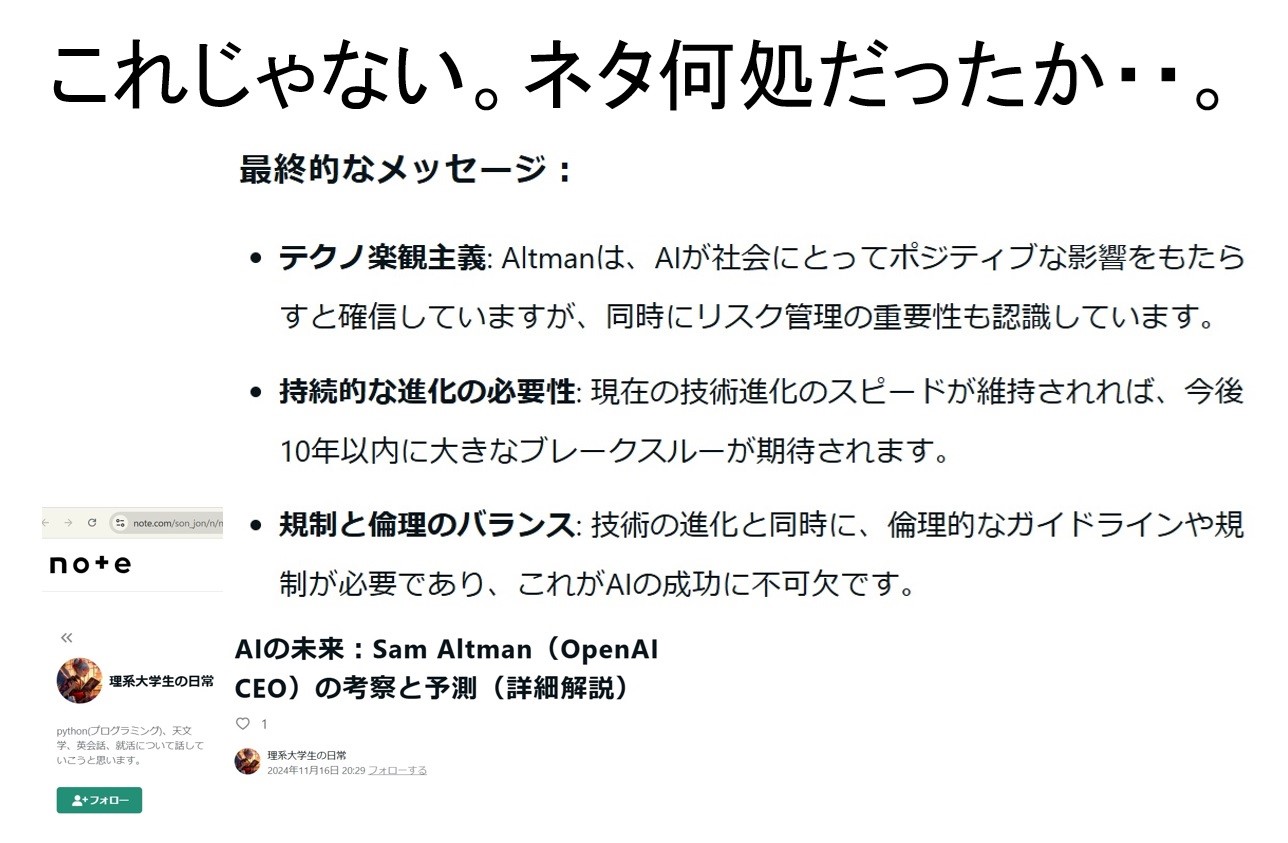 これじゃない。ネタ何処だったか・・。
最終的なメッセージ：
• テクノ楽観主義: Altmanは、AIが社会にとってポジティブな影響をもたら
すと確信していますが、同時にリスク管理の重要性も認識しています。
• 持続的な進化の必要性: 現在の技術進化のスピードが維持されれば、今後
10年以内に大きなブレークスルーが期待されます。
• 規制と倫理のバランス: 技術の進化と同時に、倫理的なガイドラインや規
制が必要であり、これがAIの成功に不可欠です。
note.com/son_jon/n/n
note
理系大学生の日常
python(プログラミング)、天文
学、英会話、就活について話して
いこうと思います。
フォロー
AIの未来：Sam Altman（OpenAI
CEO）の考察と予測（詳細解説）
1
理系大学生の日常
2024年11月16日 20:29 フォローする